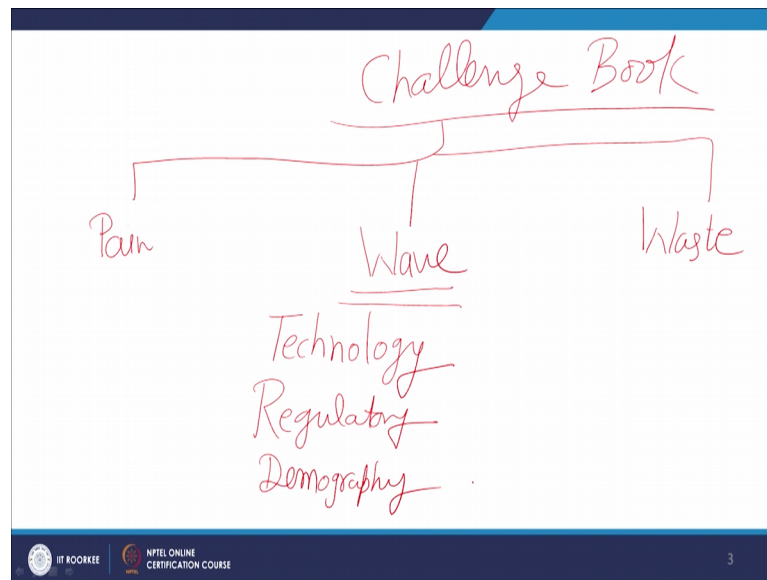 Challenge Book
Pain
Wave
Waste
Technology
Regulatory
Demography
IIT ROORKEE
NPTEL ONLINE
CERTIFICATION COURSE
3